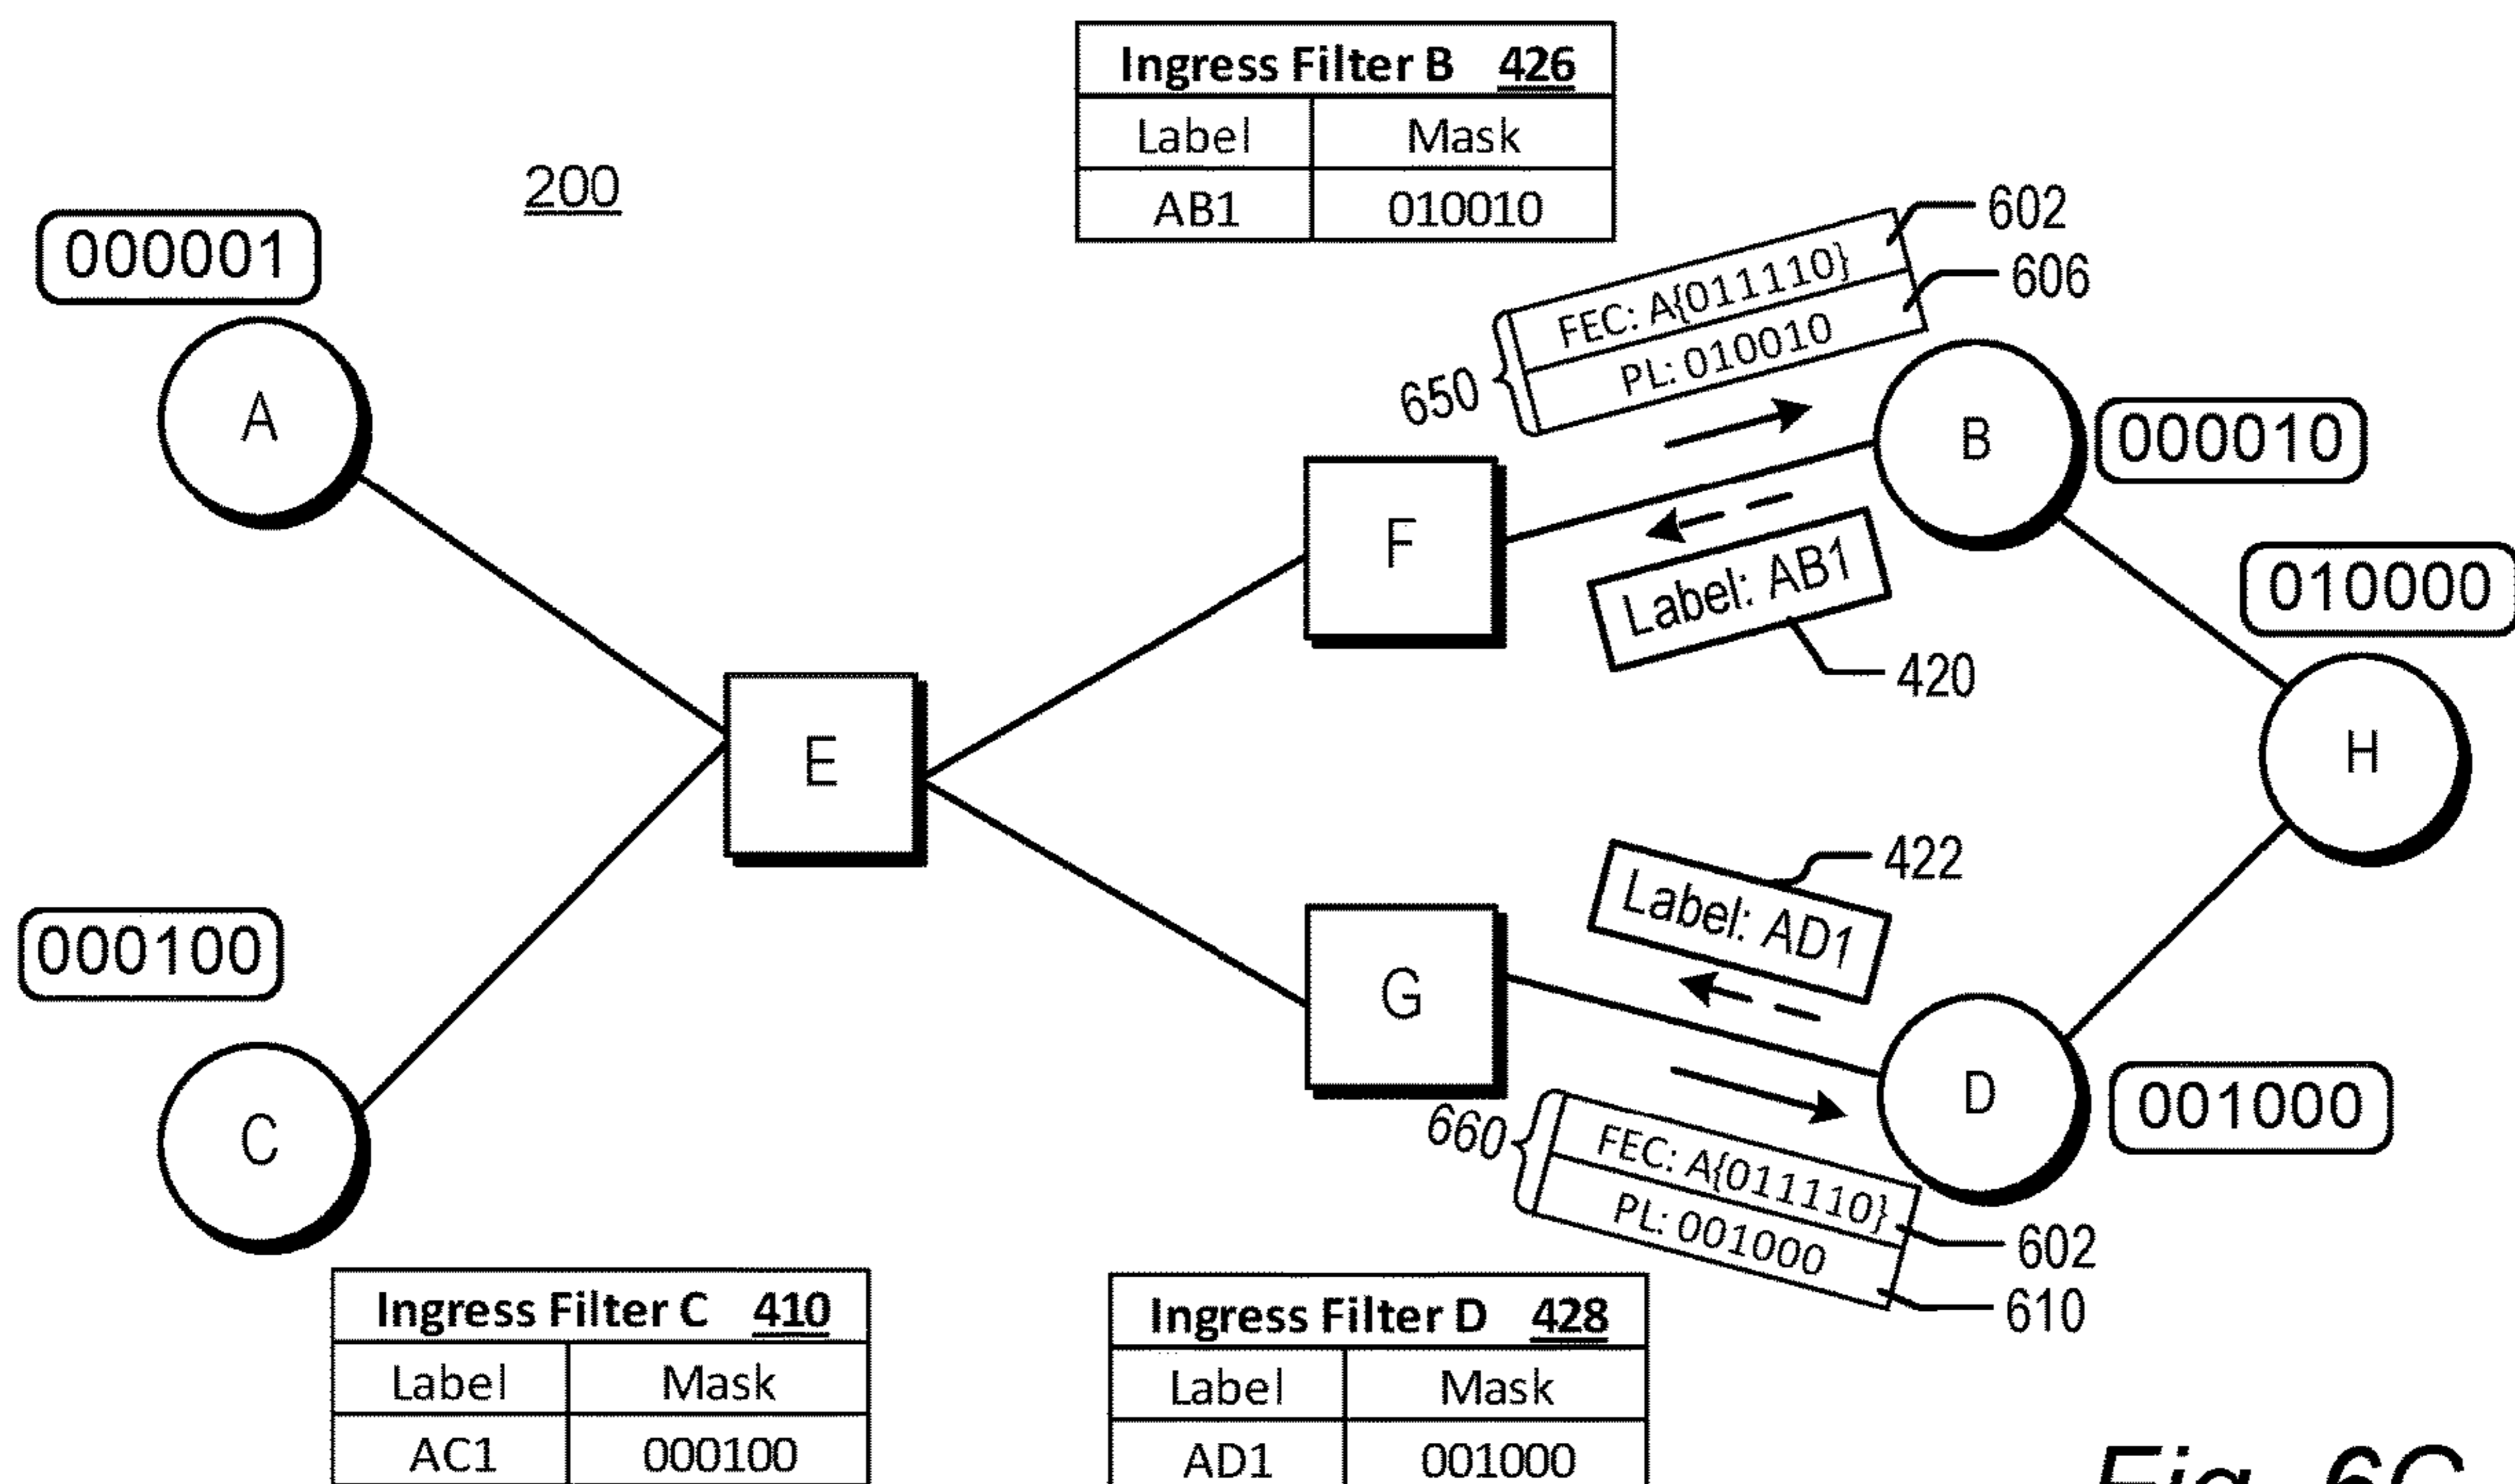 Ingress Filter B 426
Label Mask
AB1 010010
200
000001
A
602
606
FEC: A{011110}
PL: 010010
650
B
000010
F
Label: AB1
420
010000
H
E
422
Label: AD1
000100
G
C
D
001000
660
FEC: A{011110}
PL: 001000
602
610
Ingress Filter C 410
Label Mask
AC1 000100
Ingress Filter D 428
Label Mask
AD1 001000
Fig. 6C